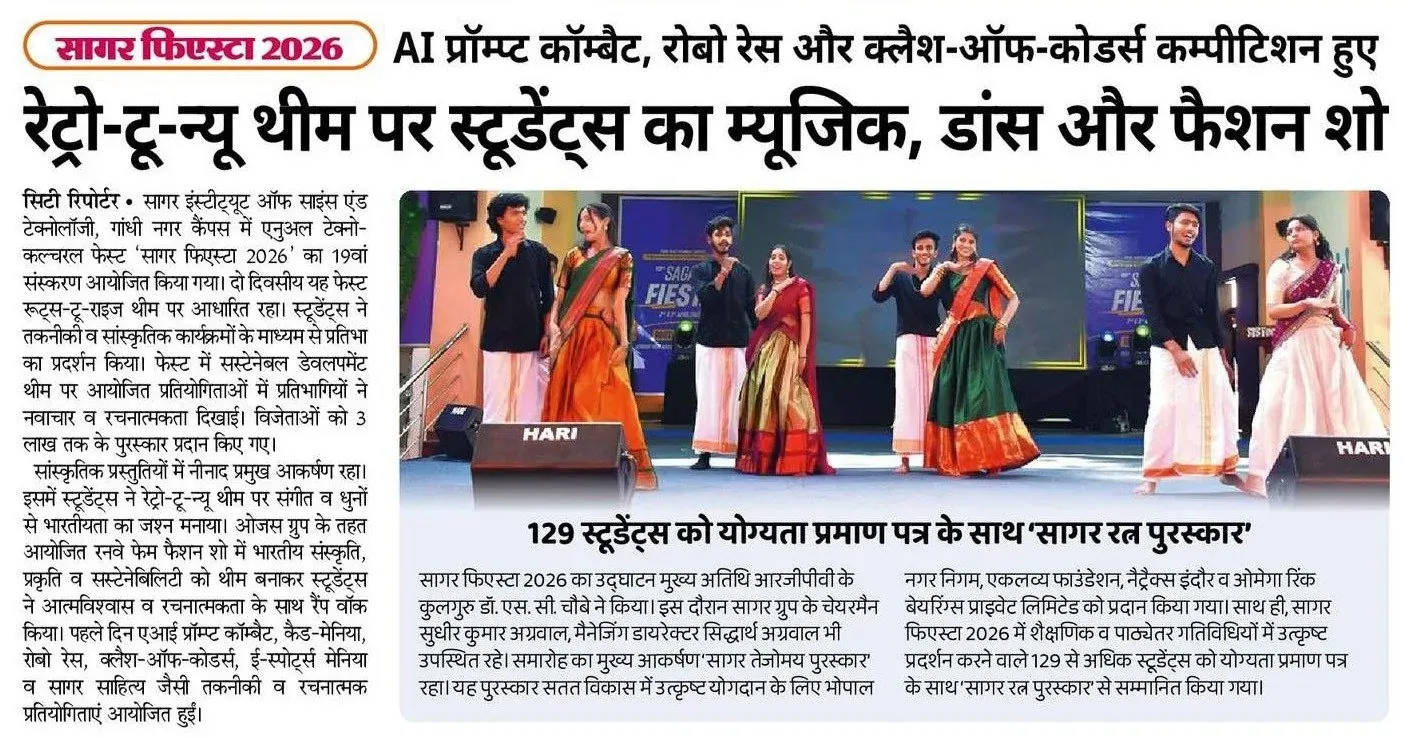 सागर फिएस्टा 2026
AI प्रॉम्प्ट कॉम्बैट, रोबो रेस और क्लैश-ऑफ-कोडर्स कम्पीटिशन हुए
रेट्रो-टू-न्यू थीम पर स्टूडेंट्स का म्यूजिक, डांस और फैशन शो
सिटी रिपोर्टर • सागर इंस्टीट्यूट ऑफ साइंस एंड
टेक्नोलॉजी, गांधी नगर कैंपस में एनुअल टेक्नो-
कल्चरल फेस्ट ‘सागर फिएस्टा 2026’ का 19वां
संस्करण आयोजित किया गया। दो दिवसीय यह फेस्ट
रूट्स-टू-राइज थीम पर आधारित रहा। स्टूडेंट्स ने
तकनीकी व सांस्कृतिक कार्यक्रमों के माध्यम से प्रतिभा
का प्रदर्शन किया। फेस्ट में सस्टेनेबल डेवलपमेंट
थीम पर आयोजित प्रतियोगिताओं में प्रतिभागियों ने
नवाचार व रचनात्मकता दिखाई। विजेताओं को 3
लाख तक के पुरस्कार प्रदान किए गए।
सांस्कृतिक प्रस्तुतियों में नीनाद प्रमुख आकर्षण रहा।
इसमें स्टूडेंट्स ने रेट्रो-टू-न्यू थीम पर संगीत व धुनों
से भारतीयता का जश्न मनाया। ओजस ग्रुप के तहत
आयोजित रनवे फेम फैशन शो में भारतीय संस्कृति,
प्रकृति व सस्टेनेबिलिटी को थीम बनाकर स्टूडेंट्स
ने आत्मविश्वास व रचनात्मकता के साथ रैंप वॉक
किया। पहले दिन एआई प्रॉम्प्ट कॉम्बैट, कैड-मेनिया,
रोबो रेस, क्लैश-ऑफ-कोडर्स, ई-स्पोर्ट्स मेनिया
व सागर साहित्य जैसी तकनीकी व रचनात्मक
प्रतियोगिताएं आयोजित हुईं।
SAGA
FIES
HARI
HARI
129 स्टूडेंट्स को योग्यता प्रमाण पत्र के साथ ‘सागर रत्न पुरस्कार’
सागर फिएस्टा 2026 का उद्घाटन मुख्य अतिथि आरजीपीवी के
कुलगुरु डॉ. एस. सी. चौबे ने किया। इस दौरान सागर ग्रुप के चेयरमैन
सुधीर कुमार अग्रवाल, मैनेजिंग डायरेक्टर सिद्धार्थ अग्रवाल भी
उपस्थित रहे। समारोह का मुख्य आकर्षण ‘सागर तेजोमय पुरस्कार’
रहा। यह पुरस्कार सतत विकास में उत्कृष्ट योगदान के लिए भोपाल
नगर निगम, एकलव्य फाउंडेशन, नैट्रैक्स इंदौर व ओमेगा रिंक
बेयरिंग्स प्राइवेट लिमिटेड को प्रदान किया गया। साथ ही, सागर
फिएस्टा 2026 में शैक्षणिक व पाठ्येतर गतिविधियों में उत्कृष्ट
प्रदर्शन करने वाले 129 से अधिक स्टूडेंट्स को योग्यता प्रमाण पत्र
के साथ ‘सागर रत्न पुरस्कार’ से सम्मानित किया गया।